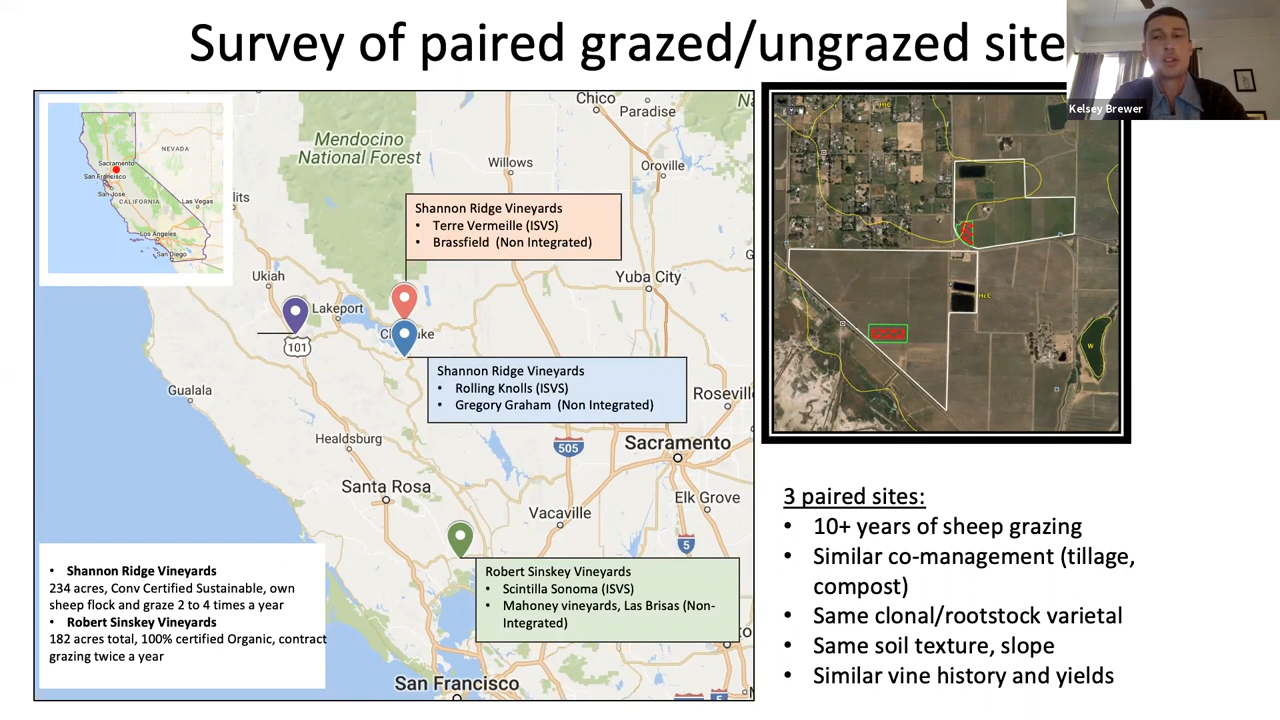 Survey of paired grazed/ungrazed site
Kelsey Brewer
NEVADA
Sacramento
San Francisco
San Jose
CALIFORNIA
Las Vegas
Los Angeles
San Diego
Mendocino
National Forest
Chico
Paradise
Willows
Oroville
lits
Shannon Ridge Vineyards
• Terre Vermeille (ISVS)
• Brassfield (Non Integrated)
Ukiah
Lakeport
Yuba City
101
Shannon Ridge Vineyards
• Rolling Knolls (ISVS)
• Gregory Graham (Non Integrated)
Gualala
Healdsburg
Rosevill
505
Sacramento
Santa Rosa
Elk Grove
Vacaville
5
Robert Sinskey Vineyards
• Scintilla Sonoma (ISVS)
• Mahoney vineyards, Las Brisas (Non-
Integrated)
• Shannon Ridge Vineyards
234 acres, Conv Certified Sustainable, own
sheep flock and graze 2 to 4 times a year
• Robert Sinskey Vineyards
182 acres total, 100% certified Organic, contract
grazing twice a year
San Francisco
HcC
W
3 paired sites:
• 10+ years of sheep grazing
• Similar co-management (tillage,
compost)
• Same clonal/rootstock varietal
• Same soil texture, slope
• Similar vine history and yields